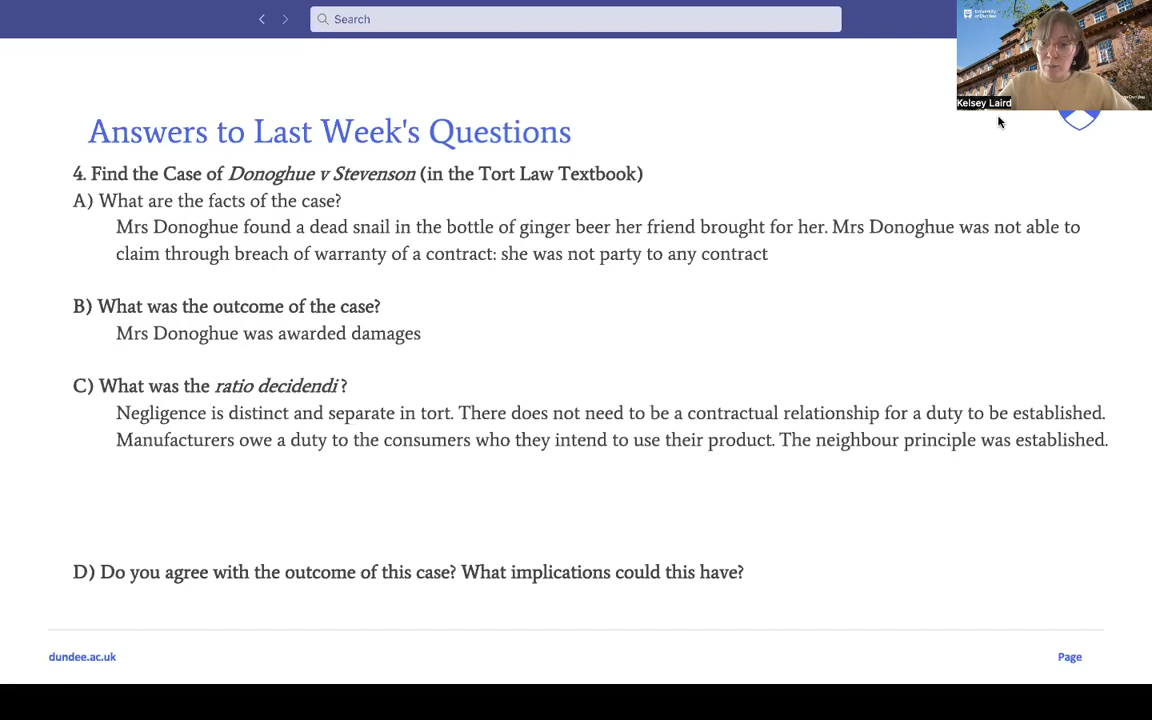 Search
University
of Dundee
Kelsey Laird
Answers to Last Week's Questions
4. Find the Case of Donoghue v Stevenson (in the Tort Law Textbook)
A) What are the facts of the case?
Mrs Donoghue found a dead snail in the bottle of ginger beer her friend brought for her. Mrs Donoghue was not able to
claim through breach of warranty of a contract: she was not party to any contract
B) What was the outcome of the case?
Mrs Donoghue was awarded damages
C) What was the ratio decidendi?
Negligence is distinct and separate in tort. There does not need to be a contractual relationship for a duty to be established.
Manufacturers owe a duty to the consumers who they intend to use their product. The neighbour principle was established.
D) Do you agree with the outcome of this case? What implications could this have?
dundee.ac.uk
Page